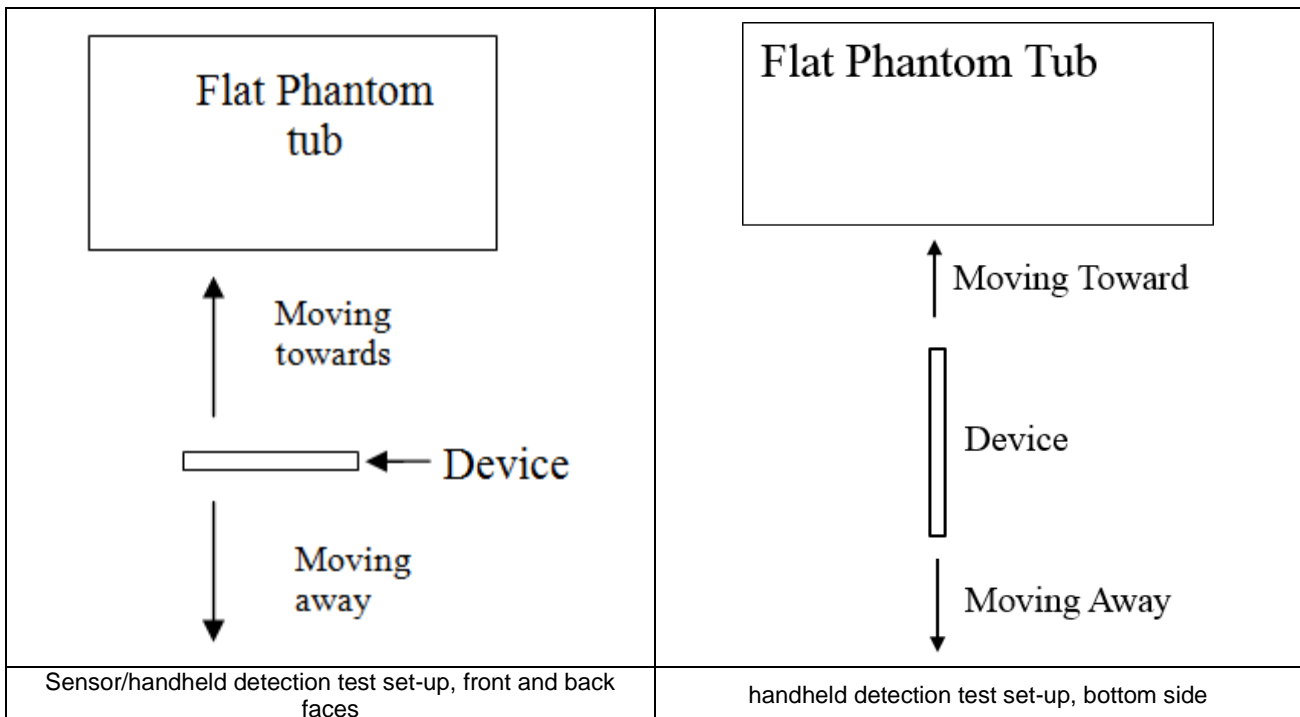 Flat Phantom
tub
Moving
towards
Device
Moving
away
Sensor/handheld detection test set-up, front and back
faces
Flat Phantom Tub
Moving Toward
Device
Moving Away
handheld detection test set-up, bottom side